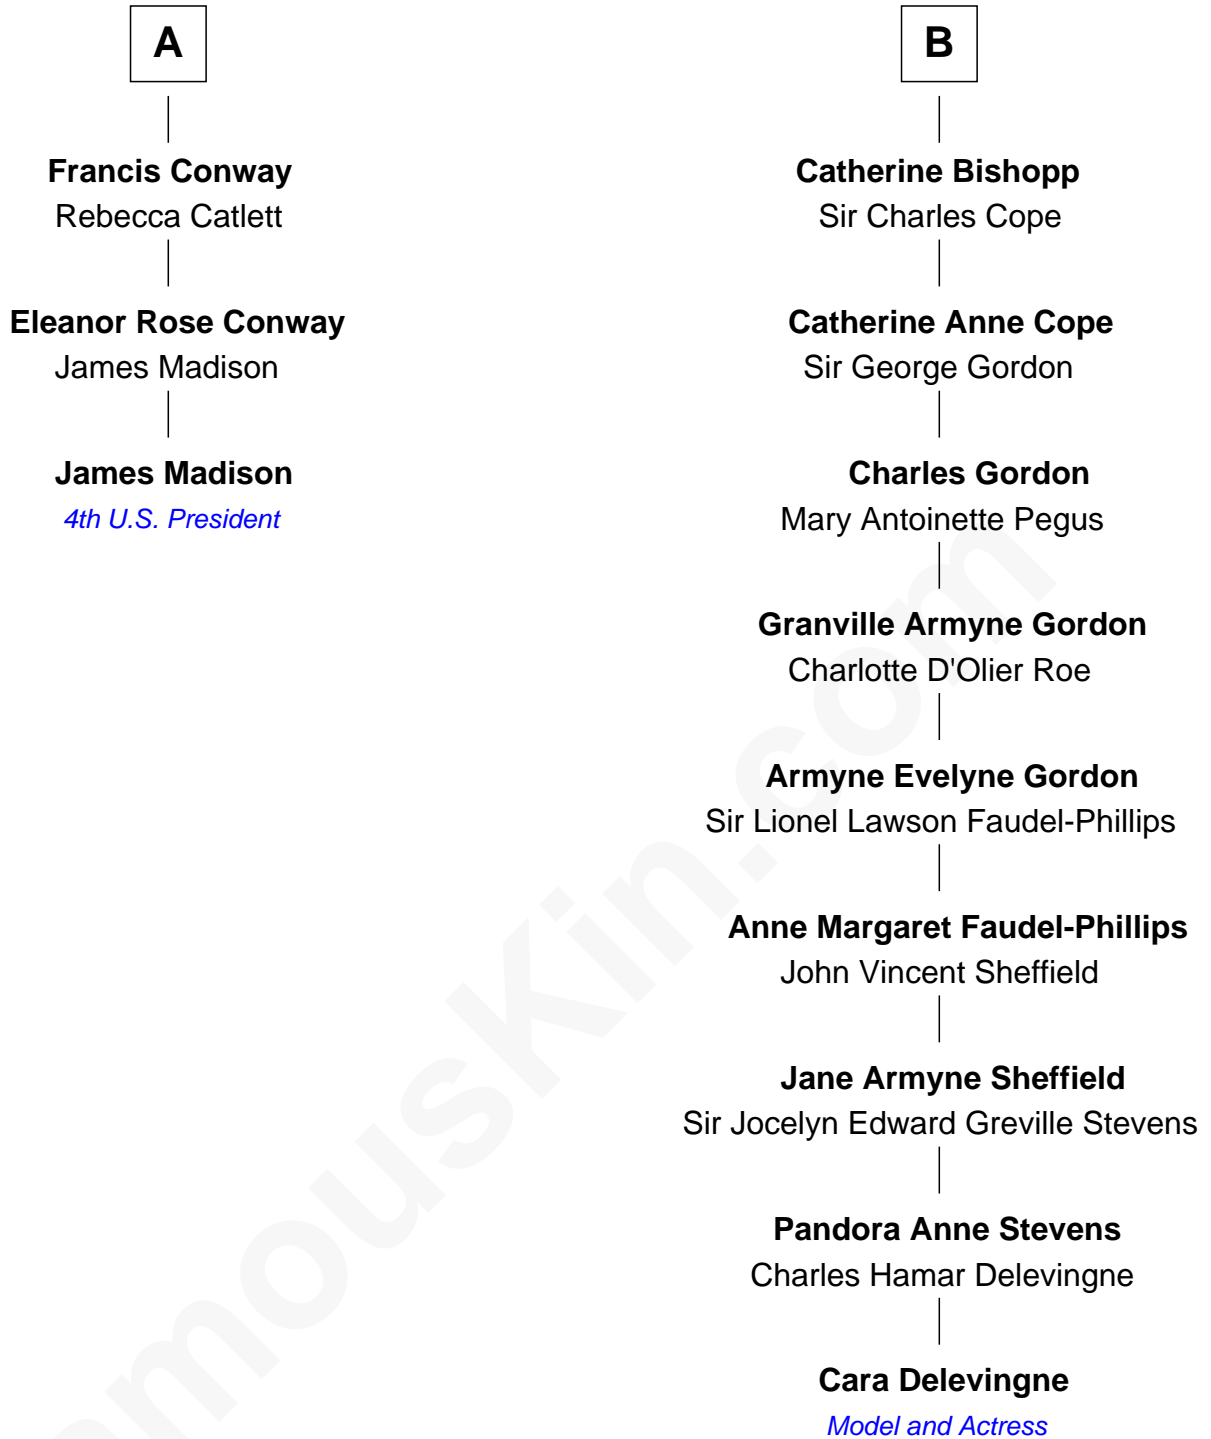 A
Francis Conway
Rebecca Catlett
Eleanor Rose Conway
James Madison
James Madison
4th U.S. President
B
Catherine Bishopp
Sir Charles Cope
Catherine Anne Cope
Sir George Gordon
Charles Gordon
Mary Antoinette Pegus
Granville Armyne Gordon
Charlotte D'Olier Roe
Armyne Evelyne Gordon
Sir Lionel Lawson Faudel-Phillips
Anne Margaret Faudel-Phillips
John Vincent Sheffield
Jane Armyne Sheffield
Sir Jocelyn Edward Greville Stevens
Pandora Anne Stevens
Charles Hamar Delevingne
Cara Delevingne
Model and Actress
amousKin.com